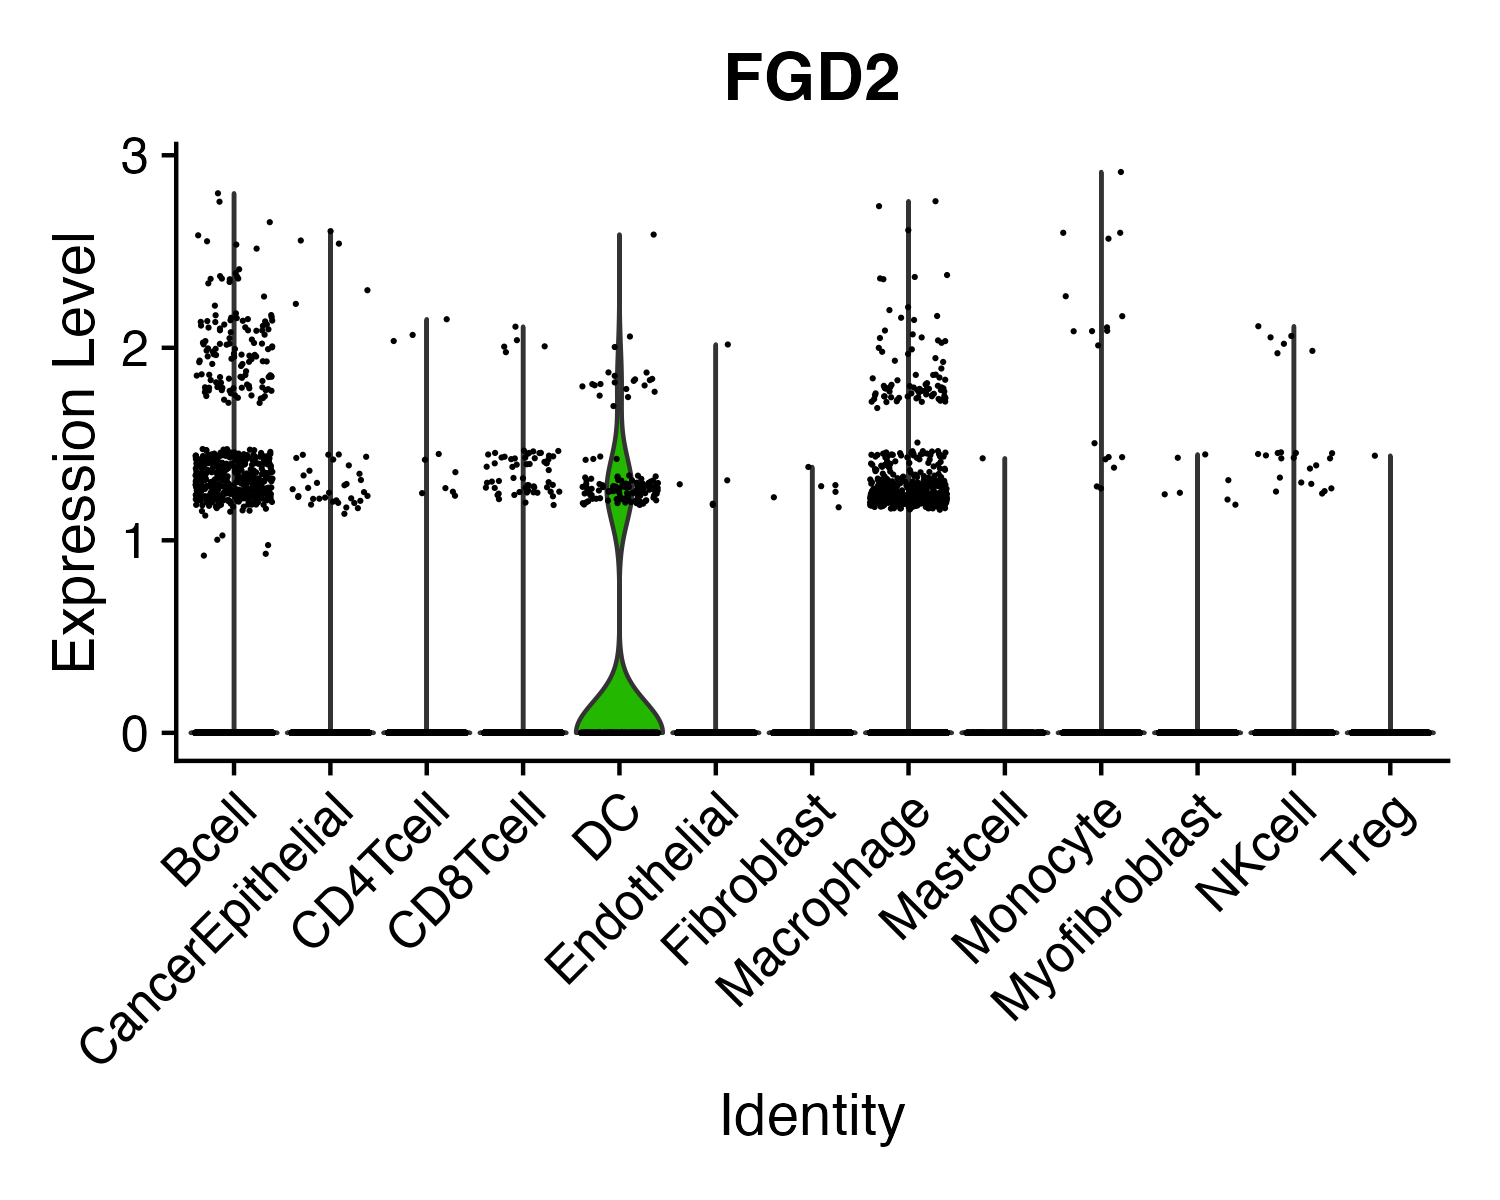 FGD2
Expression Level
3
2
1
0
Bcell
CancerEpithelial
CD4Tcell
CD8Tcell
DC
Endothelial
Fibroblast
Macrophage
Mastcell
Monocyte
Myofibroblast
NKcell
Treg
Identity